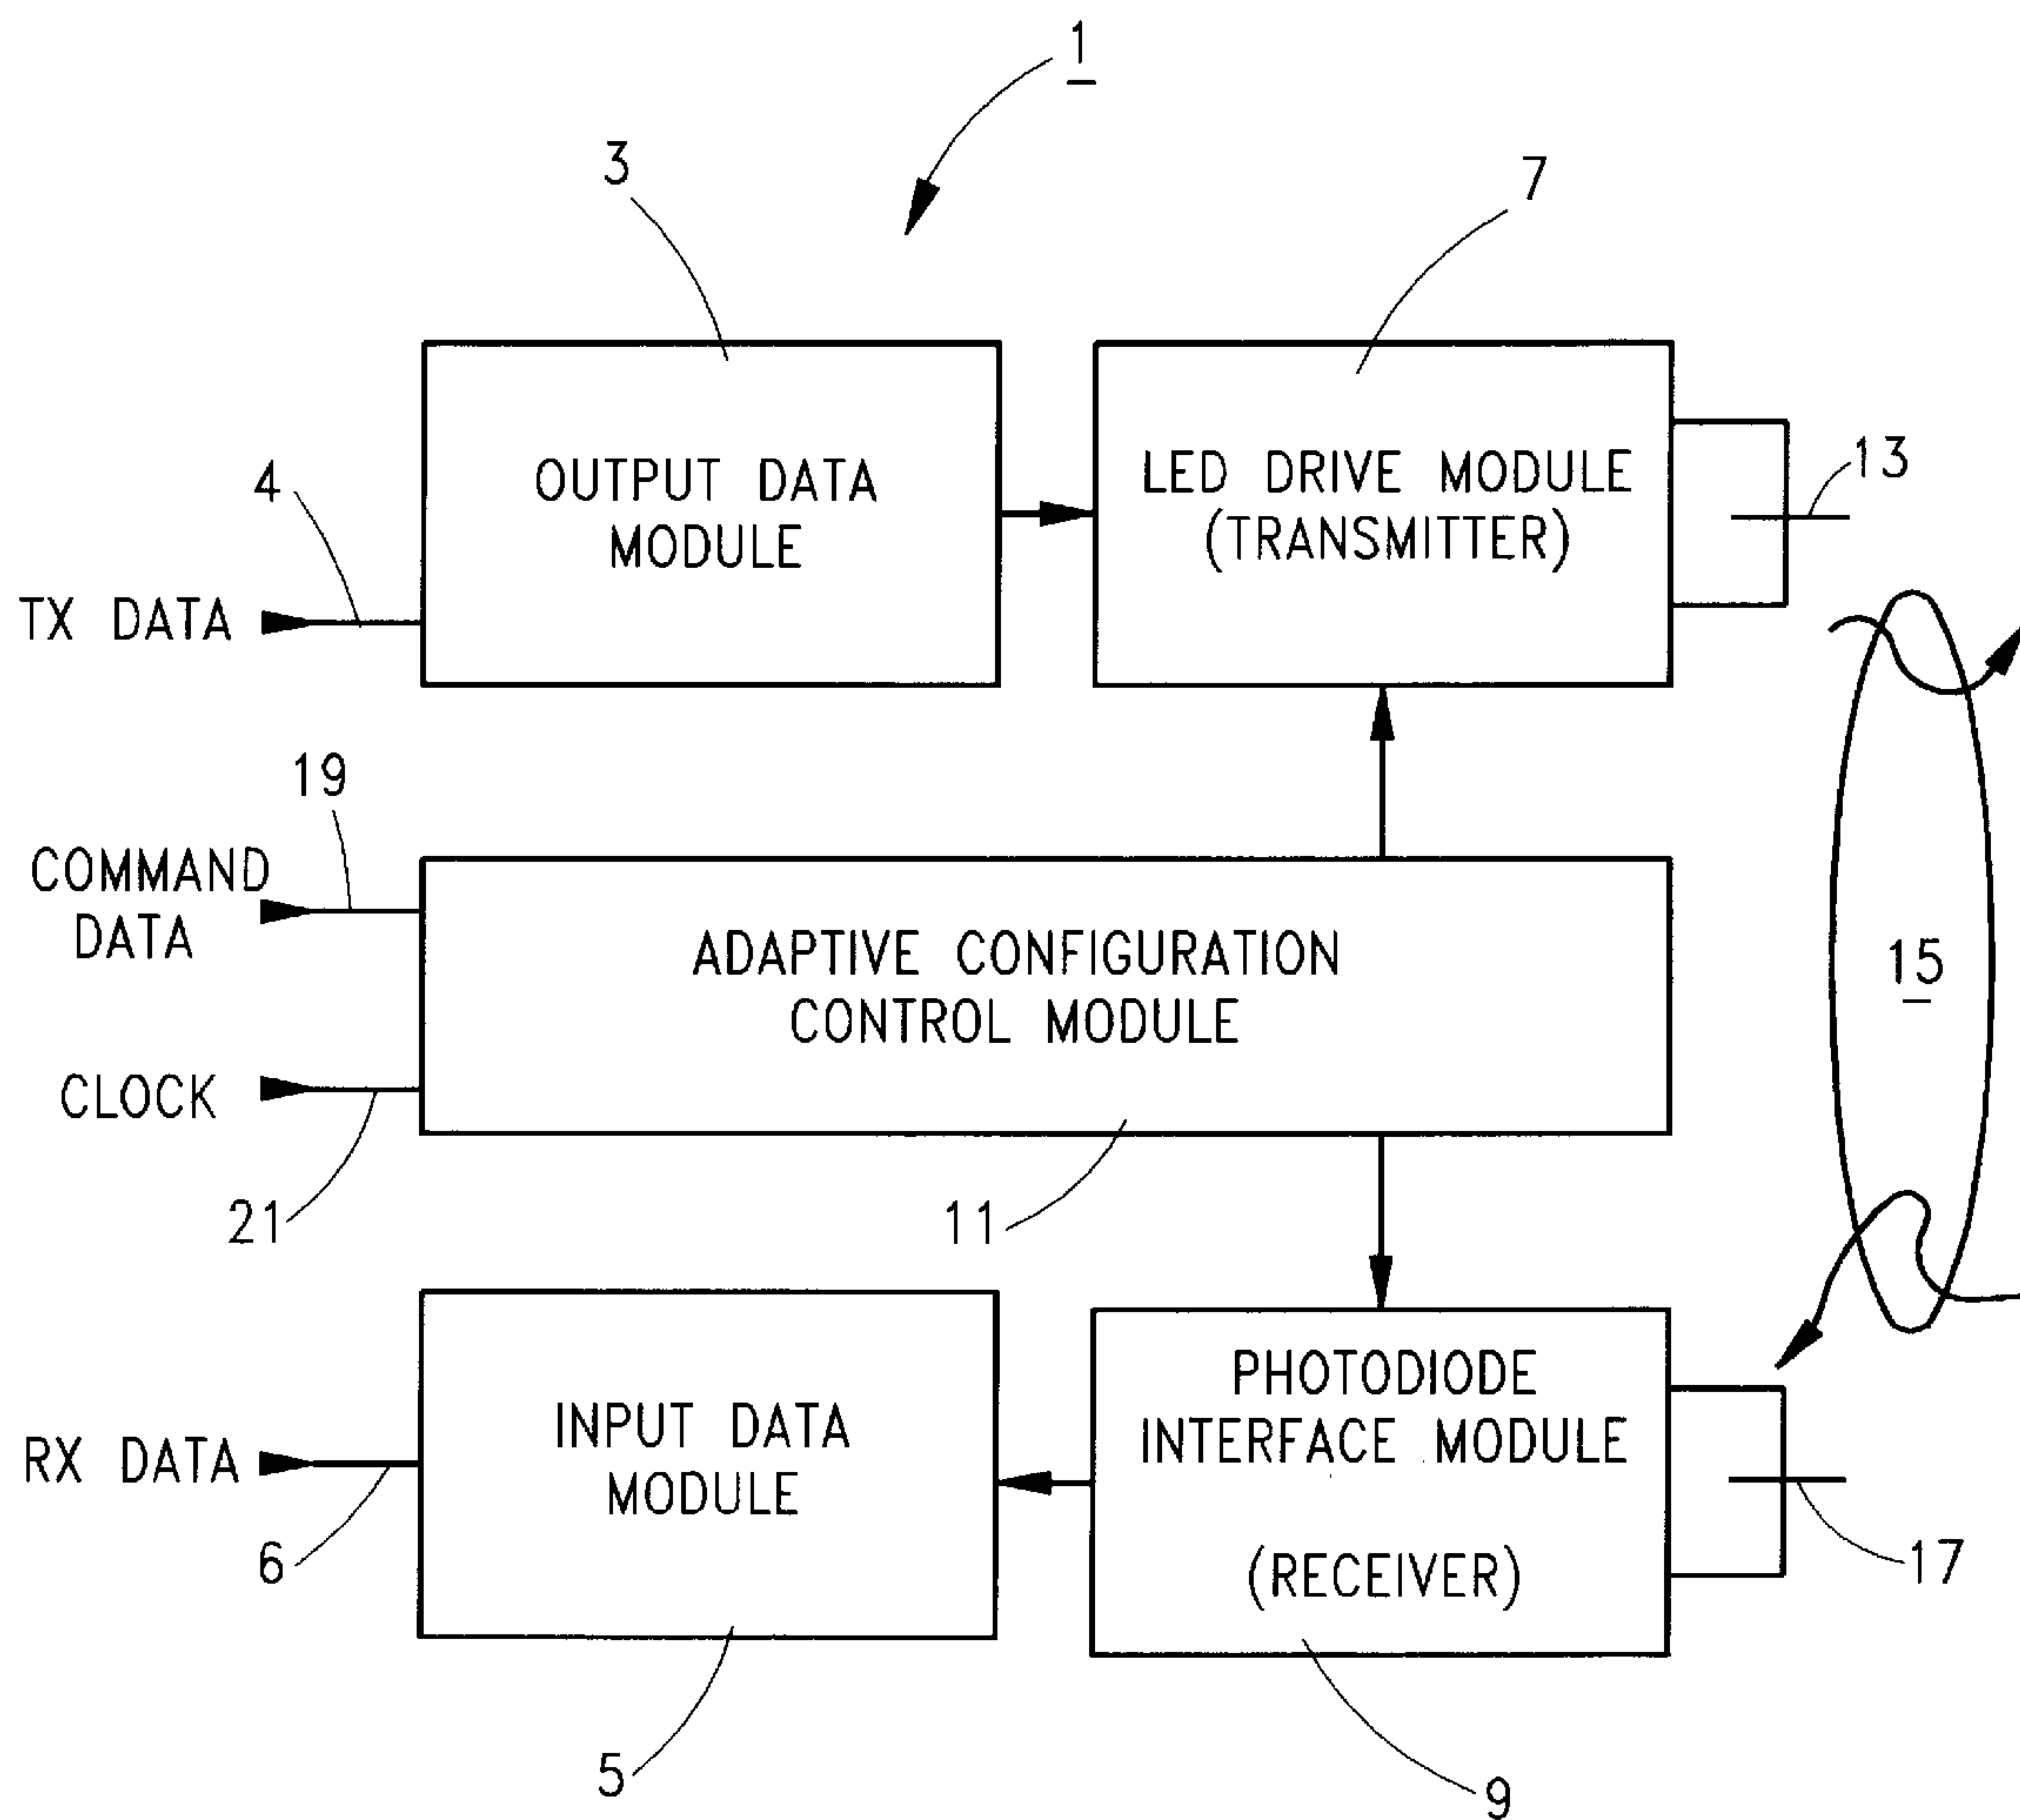 1
3
7
OUTPUT DATA
MODULE
LED DRIVE MODULE
(TRANSMITTER)
13
4
TX DATA
19
COMMAND
DATA
ADAPTIVE CONFIGURATION
CONTROL MODULE
15
CLOCK
21
11
INPUT DATA
MODULE
PHOTODIODE
INTERFACE MODULE
(RECEIVER)
RX DATA
6
17
5
9